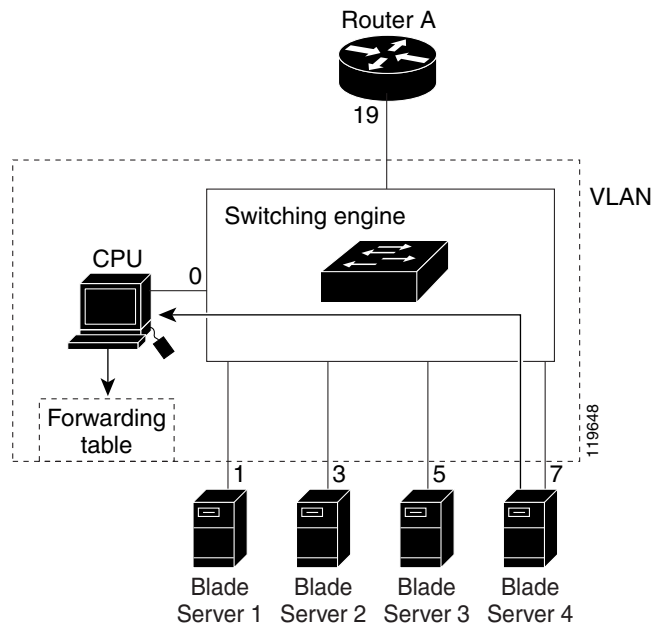 Router A
19
VLAN
Switching engine
CPU
0
Forwarding
table
119648
1
3
5
7
Blade
Server 1
Blade
Server 2
Blade
Server 3
Blade
Server 4